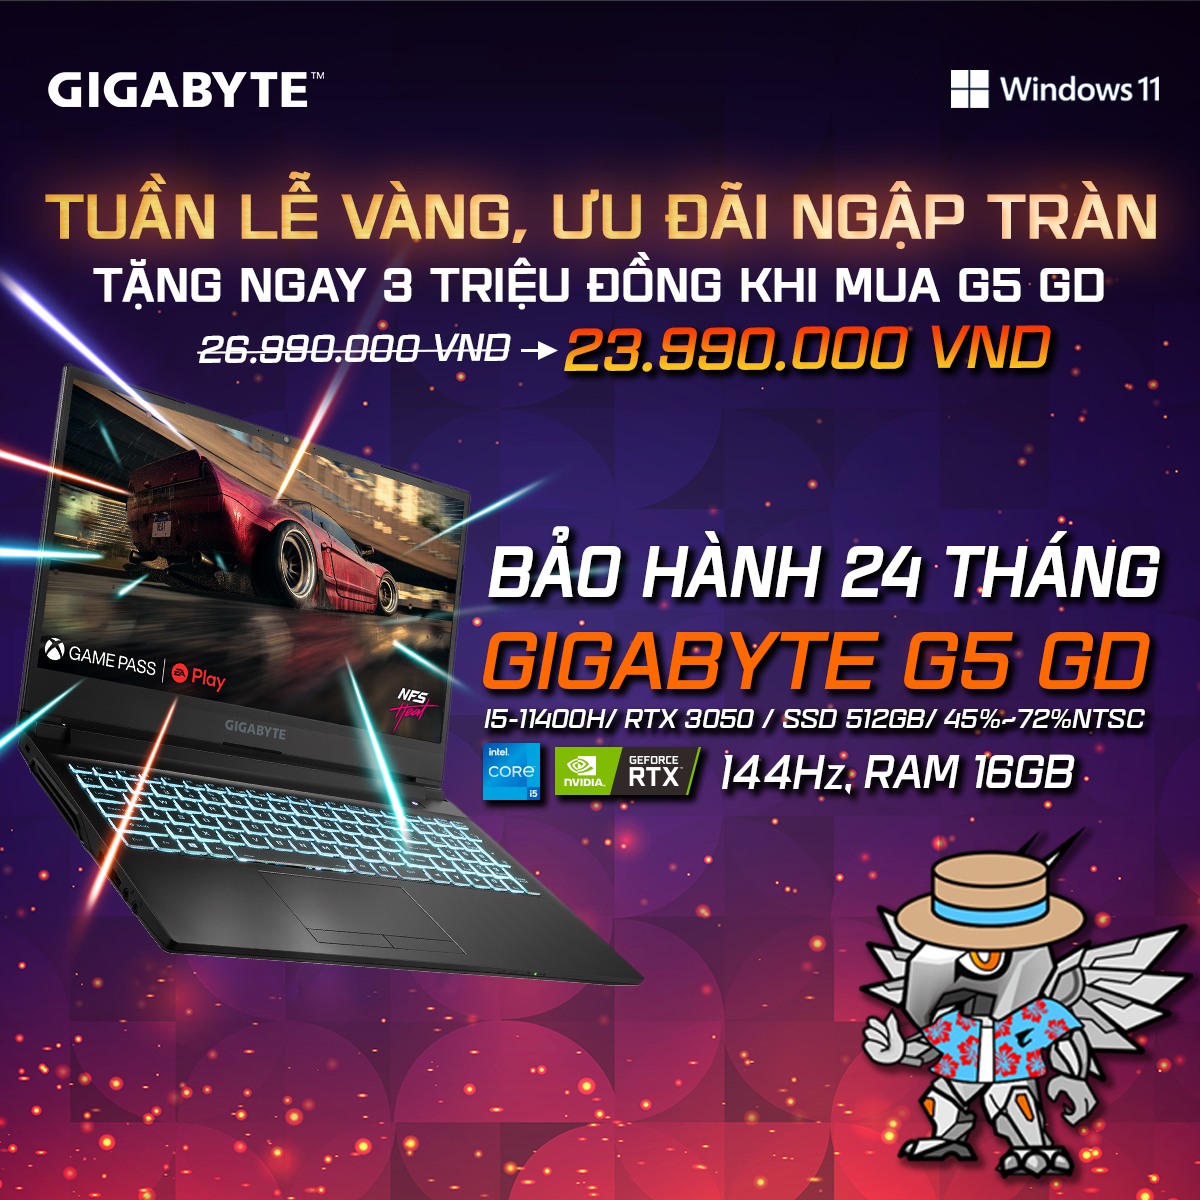 GIGABYTE™
Windows 11
TUẦN LỄ VÀNG, ƯU ĐÃI NGẬP TRÀN
TẶNG NGAY 3 TRIỆU ĐỒNG KHI MUA G5 GD
26.990.000 VND → 23.990.000 VND
BẢO HÀNH 24 THÁNG
GIGABYTE G5 GD
I5-11400H/ RTX 3050 / SSD 512GB/ 45%~72%NTSC
intel.
CORE
i5
NVIDIA.
GEFORCE
RTX™
144Hz, RAM 16GB
GAME PASS
EA Play
NFS
Heat
GIGABYTE